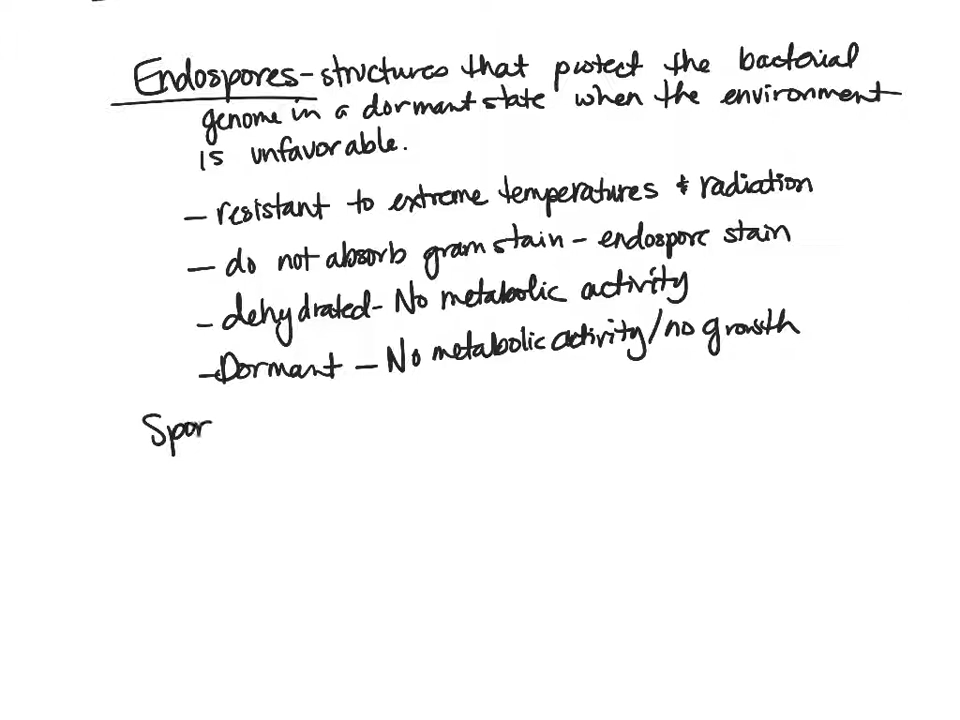 Endospores - structures that protect the bacterial
genome in a dormant state when the environment
is unfavorable.
- resistant to extreme temperatures & radiation
- do not absorb gram stain - endospore stain
- dehydrated - No metabolic activity
- Dormant - No metabolic activity/no growth
Spor